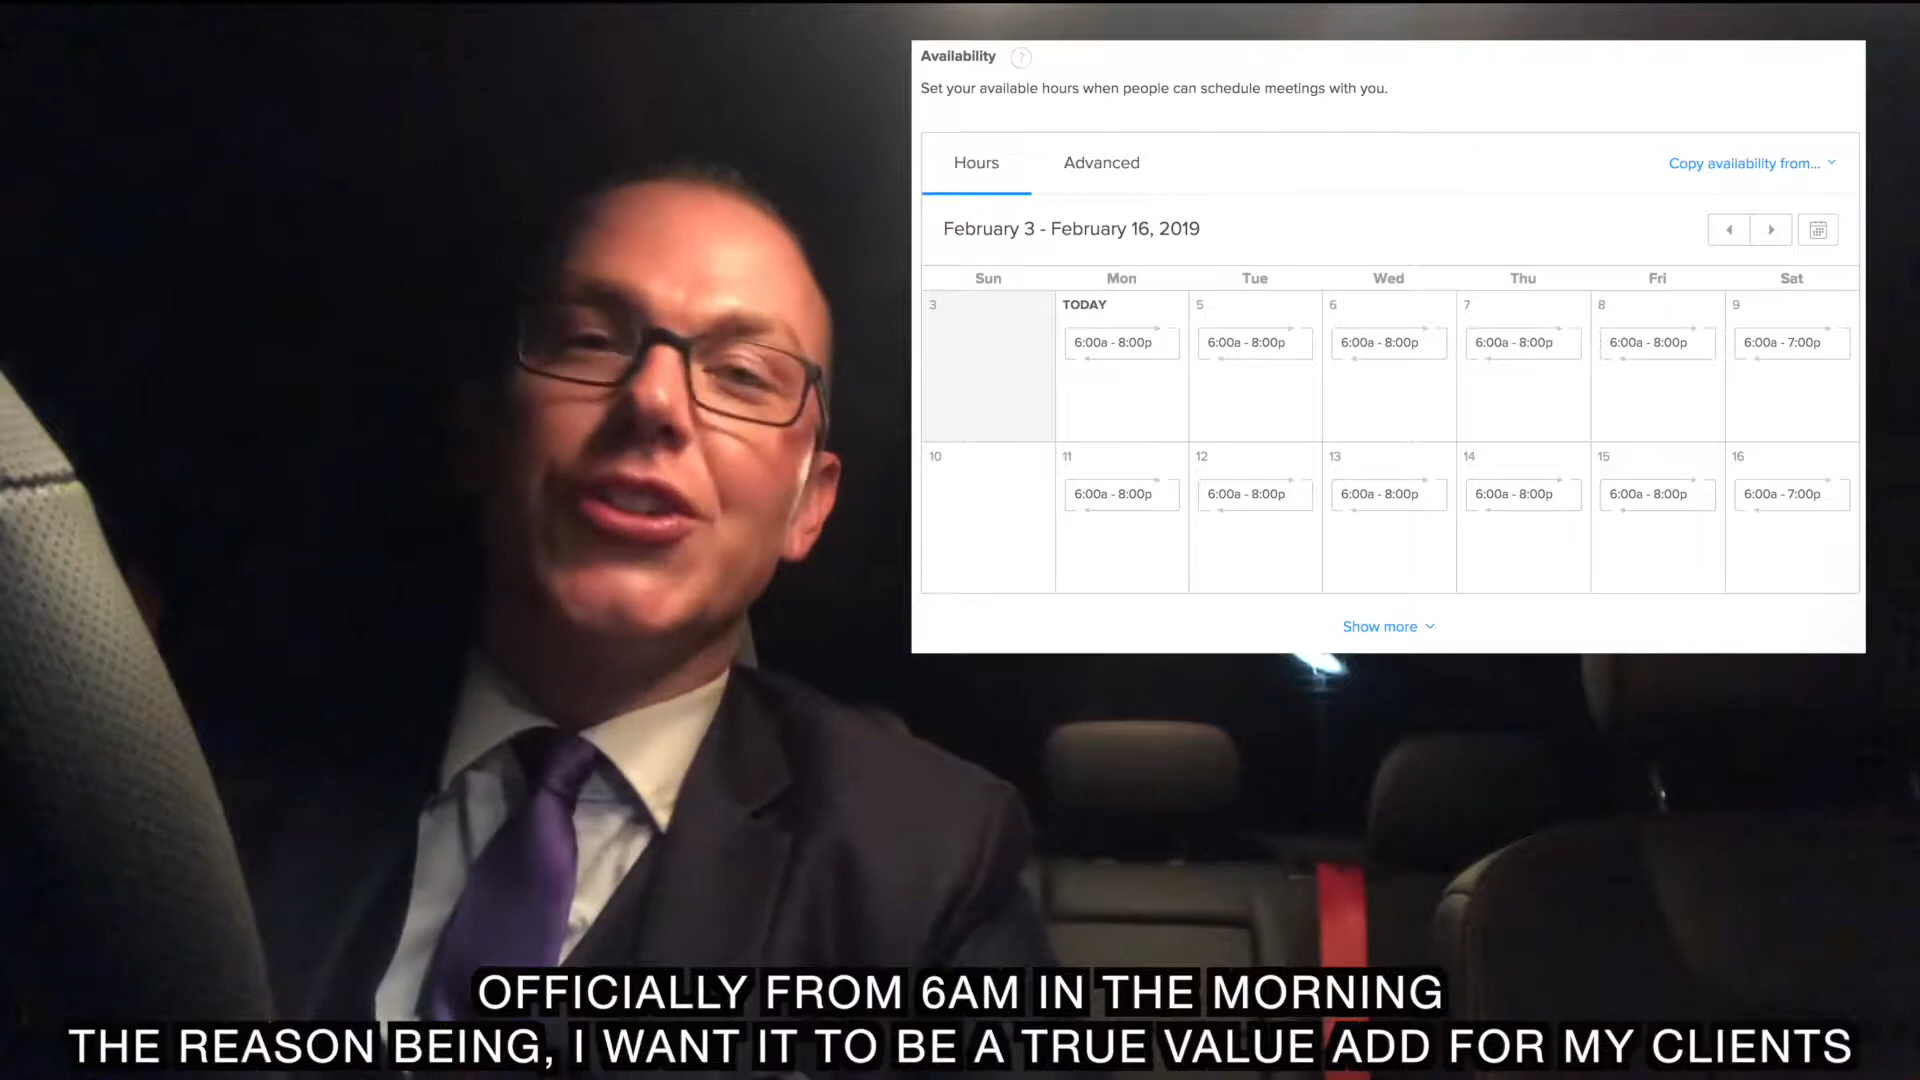 Availability ?
Set your available hours when people can schedule meetings with you.
Hours Advanced Copy availability from...
February 3 - February 16, 2019
Sun Mon Tue Wed Thu Fri Sat
3 TODAY 5 6 7 8 9
6:00a - 8:00p 6:00a - 8:00p 6:00a - 8:00p 6:00a - 8:00p 6:00a - 8:00p 6:00a - 7:00p
10 11 12 13 14 15 16
6:00a - 8:00p 6:00a - 8:00p 6:00a - 8:00p 6:00a - 8:00p 6:00a - 8:00p 6:00a - 7:00p
Show more
OFFICIALLY FROM 6AM IN THE MORNING
THE REASON BEING, I WANT IT TO BE A TRUE VALUE ADD FOR MY CLIENTS